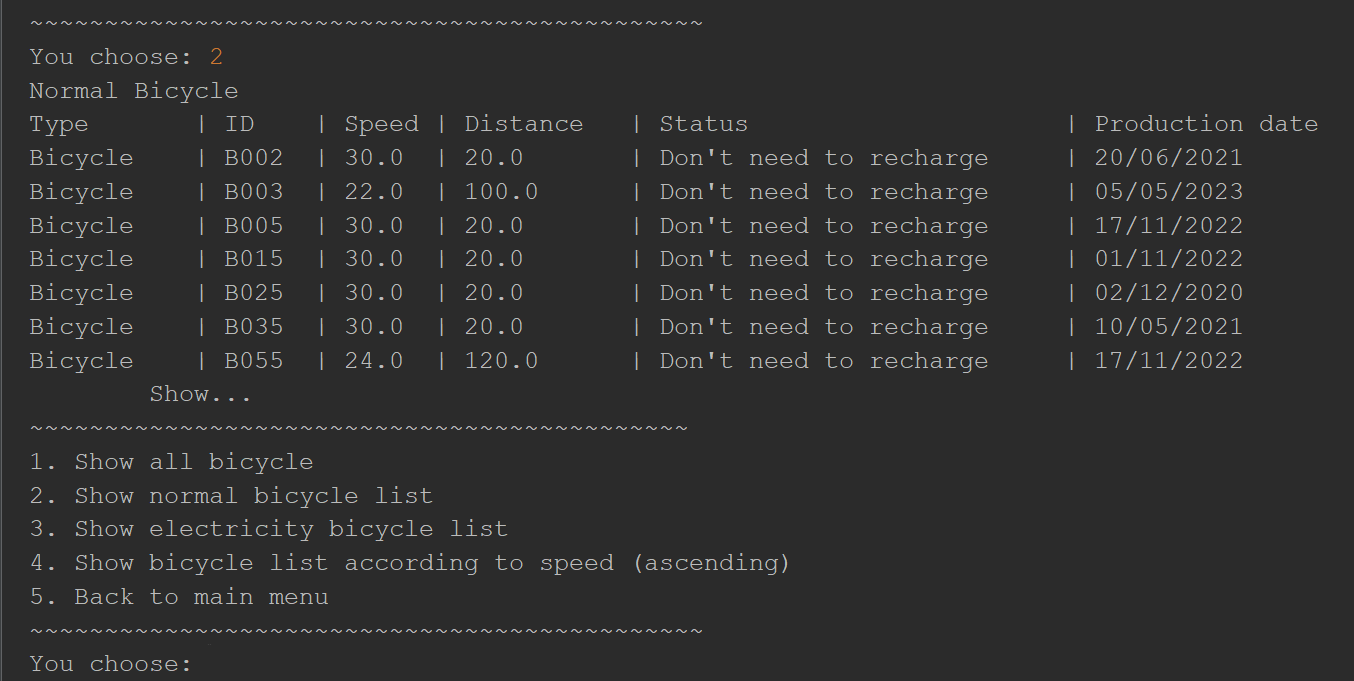 ~~~~~~~~~~~~~~~~~~~~~~~~~~~~~~~~~~~~~~~~~~~~~
You choose: 2
Normal Bicycle
Type       | ID    | Speed | Distance   | Status                     | Production date
Bicycle    | B002  | 30.0  | 20.0       | Don't need to recharge     | 20/06/2021
Bicycle    | B003  | 22.0  | 100.0      | Don't need to recharge     | 05/05/2023
Bicycle    | B005  | 30.0  | 20.0       | Don't need to recharge     | 17/11/2022
Bicycle    | B015  | 30.0  | 20.0       | Don't need to recharge     | 01/11/2022
Bicycle    | B025  | 30.0  | 20.0       | Don't need to recharge     | 02/12/2020
Bicycle    | B035  | 30.0  | 20.0       | Don't need to recharge     | 10/05/2021
Bicycle    | B055  | 24.0  | 120.0      | Don't need to recharge     | 17/11/2022
        Show...
~~~~~~~~~~~~~~~~~~~~~~~~~~~~~~~~~~~~~~~~~~~~
1. Show all bicycle
2. Show normal bicycle list
3. Show electricity bicycle list
4. Show bicycle list according to speed (ascending)
5. Back to main menu
~~~~~~~~~~~~~~~~~~~~~~~~~~~~~~~~~~~~~~~~~~~~~
You choose: